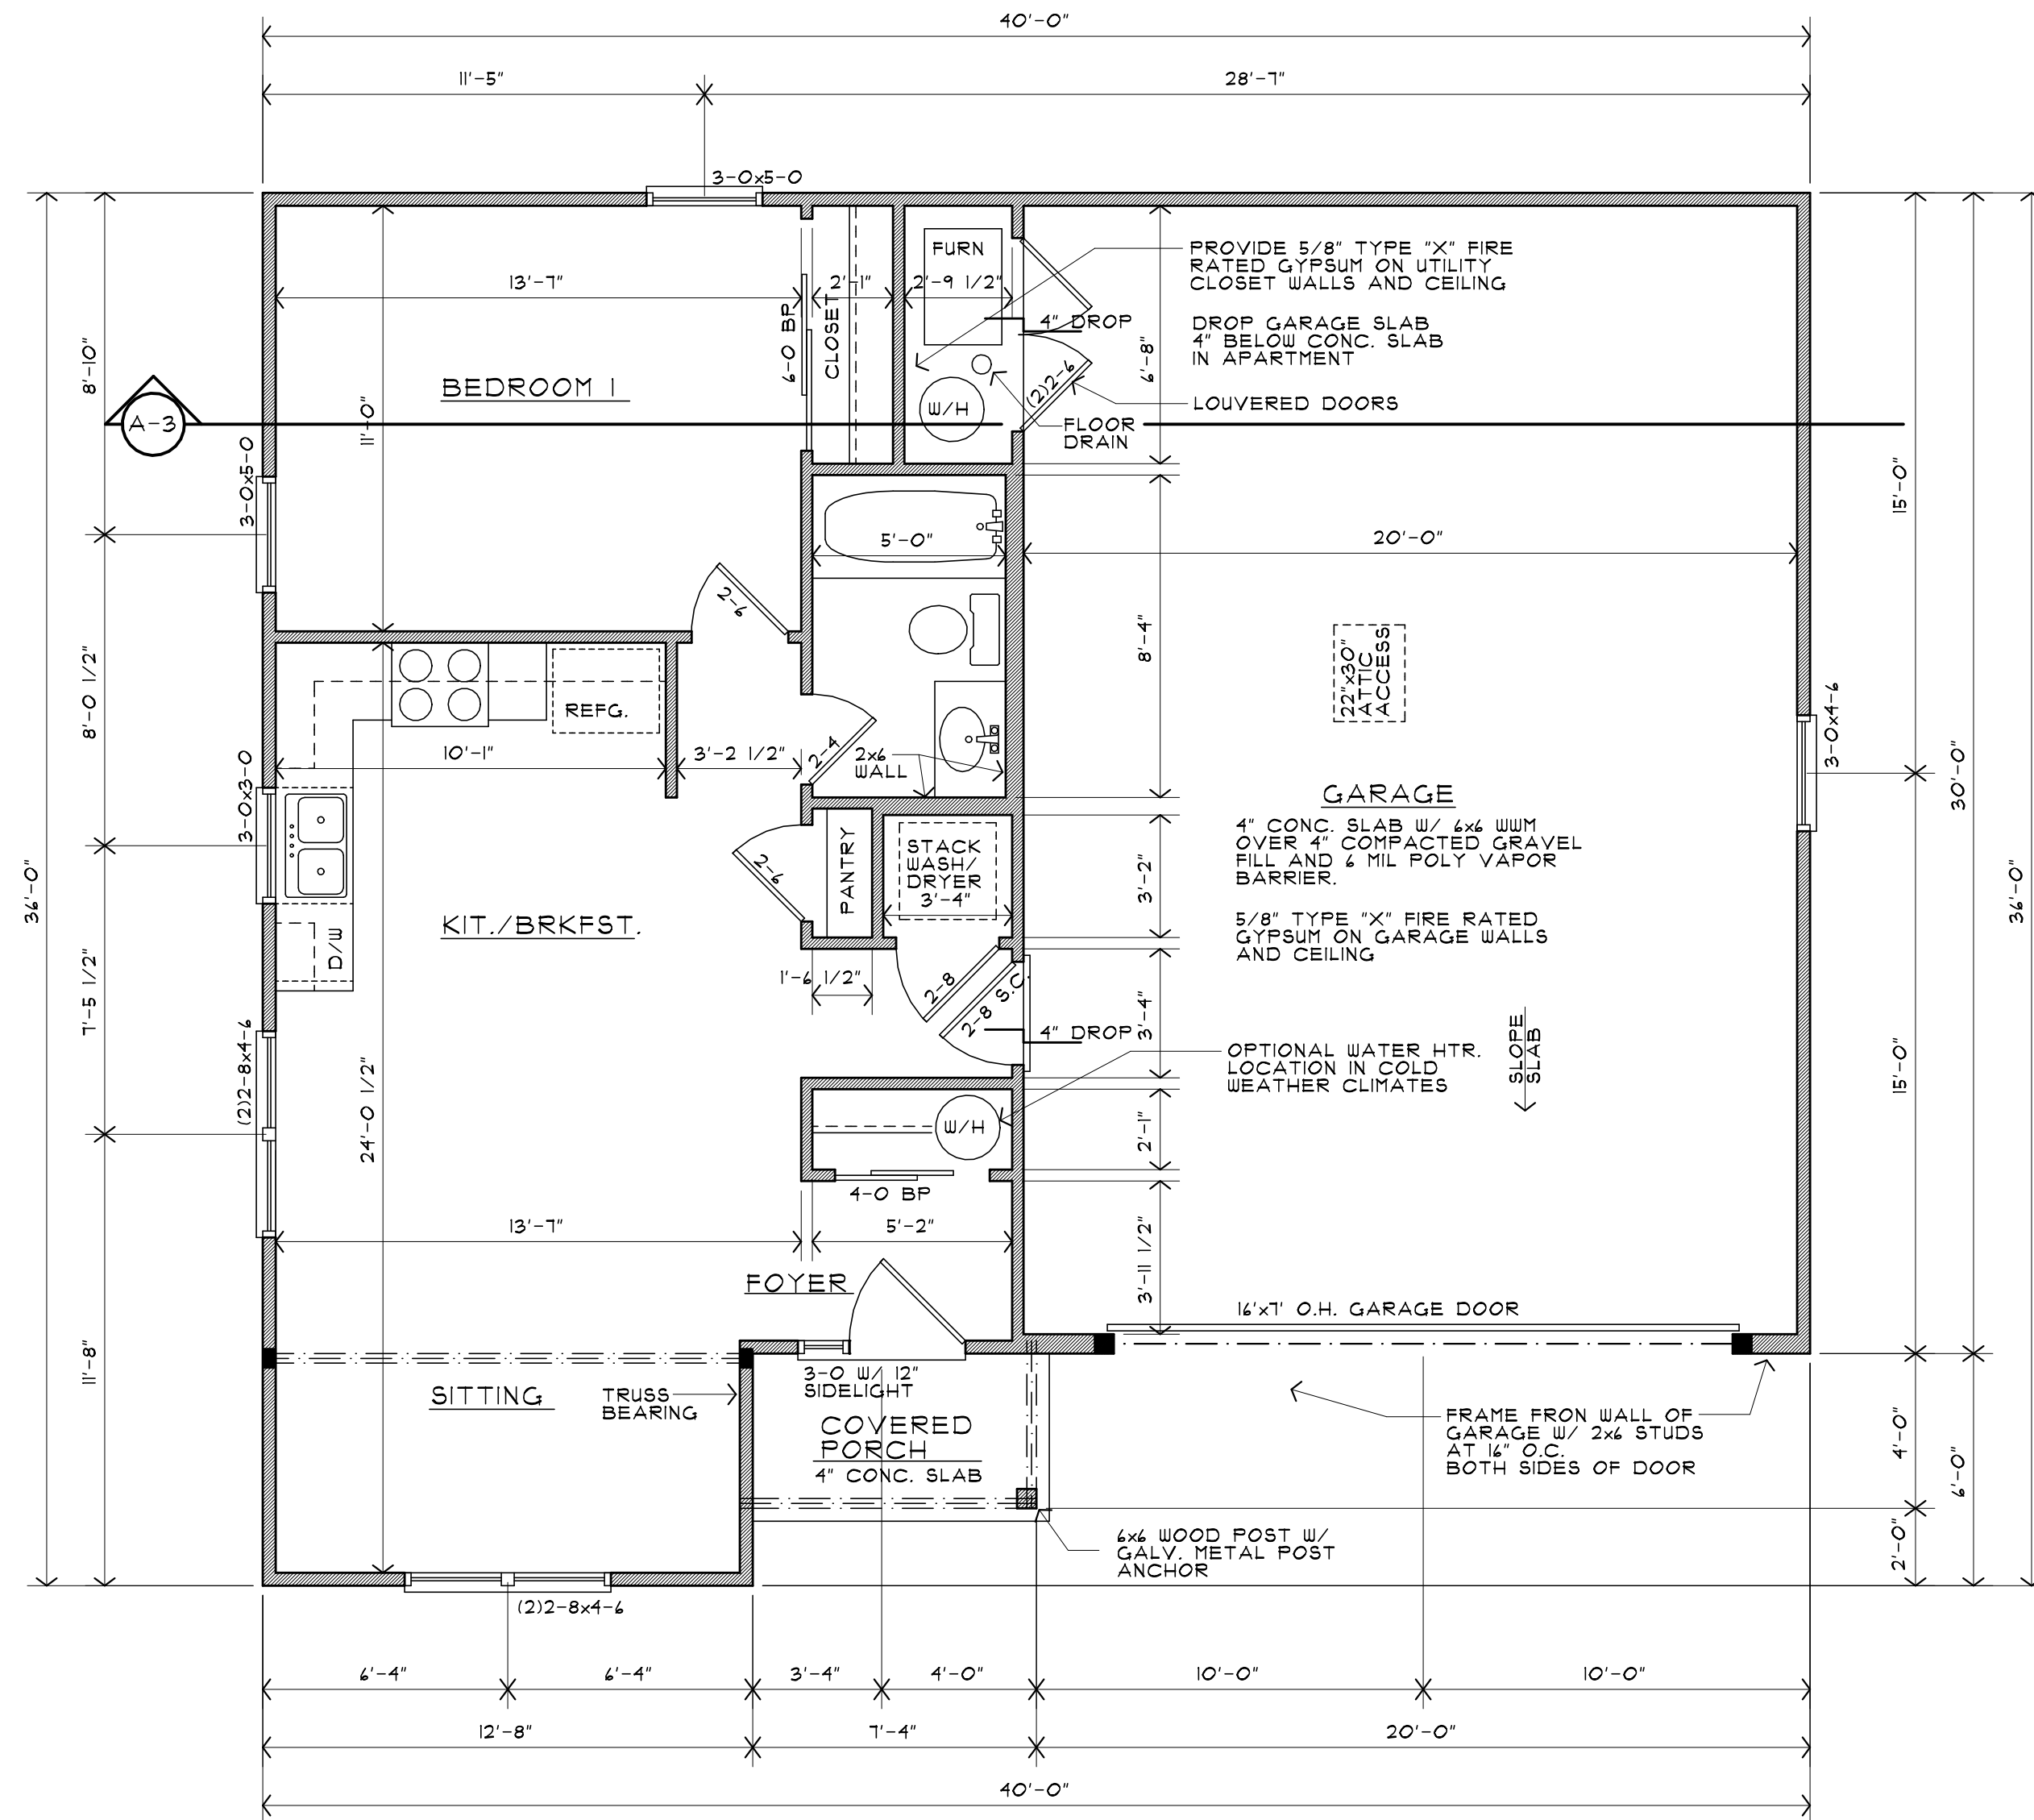 40'-0"
11'-5"
28'-7"
3-0x5-0
FURN
PROVIDE 5/8" TYPE "X" FIRE
RATED GYPSUM ON UTILITY
CLOSET WALLS AND CEILING
13'-7"
2'-1"
2'-9 1/2"
6-0 BP
CLOSET
4" DROP
DROP GARAGE SLAB
4" BELOW CONC. SLAB
IN APARTMENT
8'-10"
6'-8"
BEDROOM 1
11'-0"
(2)2-6
LOUVERED DOORS
A-3
W/H
FLOOR
DRAIN
3-0x5-0
15'-0"
5'-0"
20'-0"
2-6
8'-4"
22"x30"
ATTIC
ACCESS
8'-0 1/2"
REFG.
3-0x4-6
10'-1"
3'-2 1/2"
2-4
2x6
WALL
3-0x3-0
30'-0"
GARAGE
4" CONC. SLAB W/ 6x6 WWM
OVER 4" COMPACTED GRAVEL
FILL AND 6 MIL POLY VAPOR
BARRIER.
36'-0"
2-6
PANTRY
STACK
WASH/
DRYER
3'-4"
3'-2"
36'-0"
KIT./BRKFST.
D/W
5/8" TYPE "X" FIRE RATED
GYPSUM ON GARAGE WALLS
AND CEILING
7'-5 1/2"
1'-6 1/2"
2-8
2-8 S.C.
3'-4"
4" DROP
SLOPE
SLAB
OPTIONAL WATER HTR.
LOCATION IN COLD
WEATHER CLIMATES
15'-0"
(2)2-8x4-6
24'-0 1/2"
W/H
2'-1"
4-0 BP
13'-7"
5'-2"
3'-11 1/2"
FOYER
16'x7' O.H. GARAGE DOOR
11'-8"
SITTING
TRUSS
BEARING
3-0 W/ 12"
SIDELIGHT
COVERED
PORCH
4" CONC. SLAB
FRAME FRON WALL OF
GARAGE W/ 2x6 STUDS
AT 16" O.C.
BOTH SIDES OF DOOR
4'-0"
6'-0"
6x6 WOOD POST W/
GALV. METAL POST
ANCHOR
2'-0"
(2)2-8x4-6
6'-4"
6'-4"
3'-4"
4'-0"
10'-0"
10'-0"
12'-8"
7'-4"
20'-0"
40'-0"